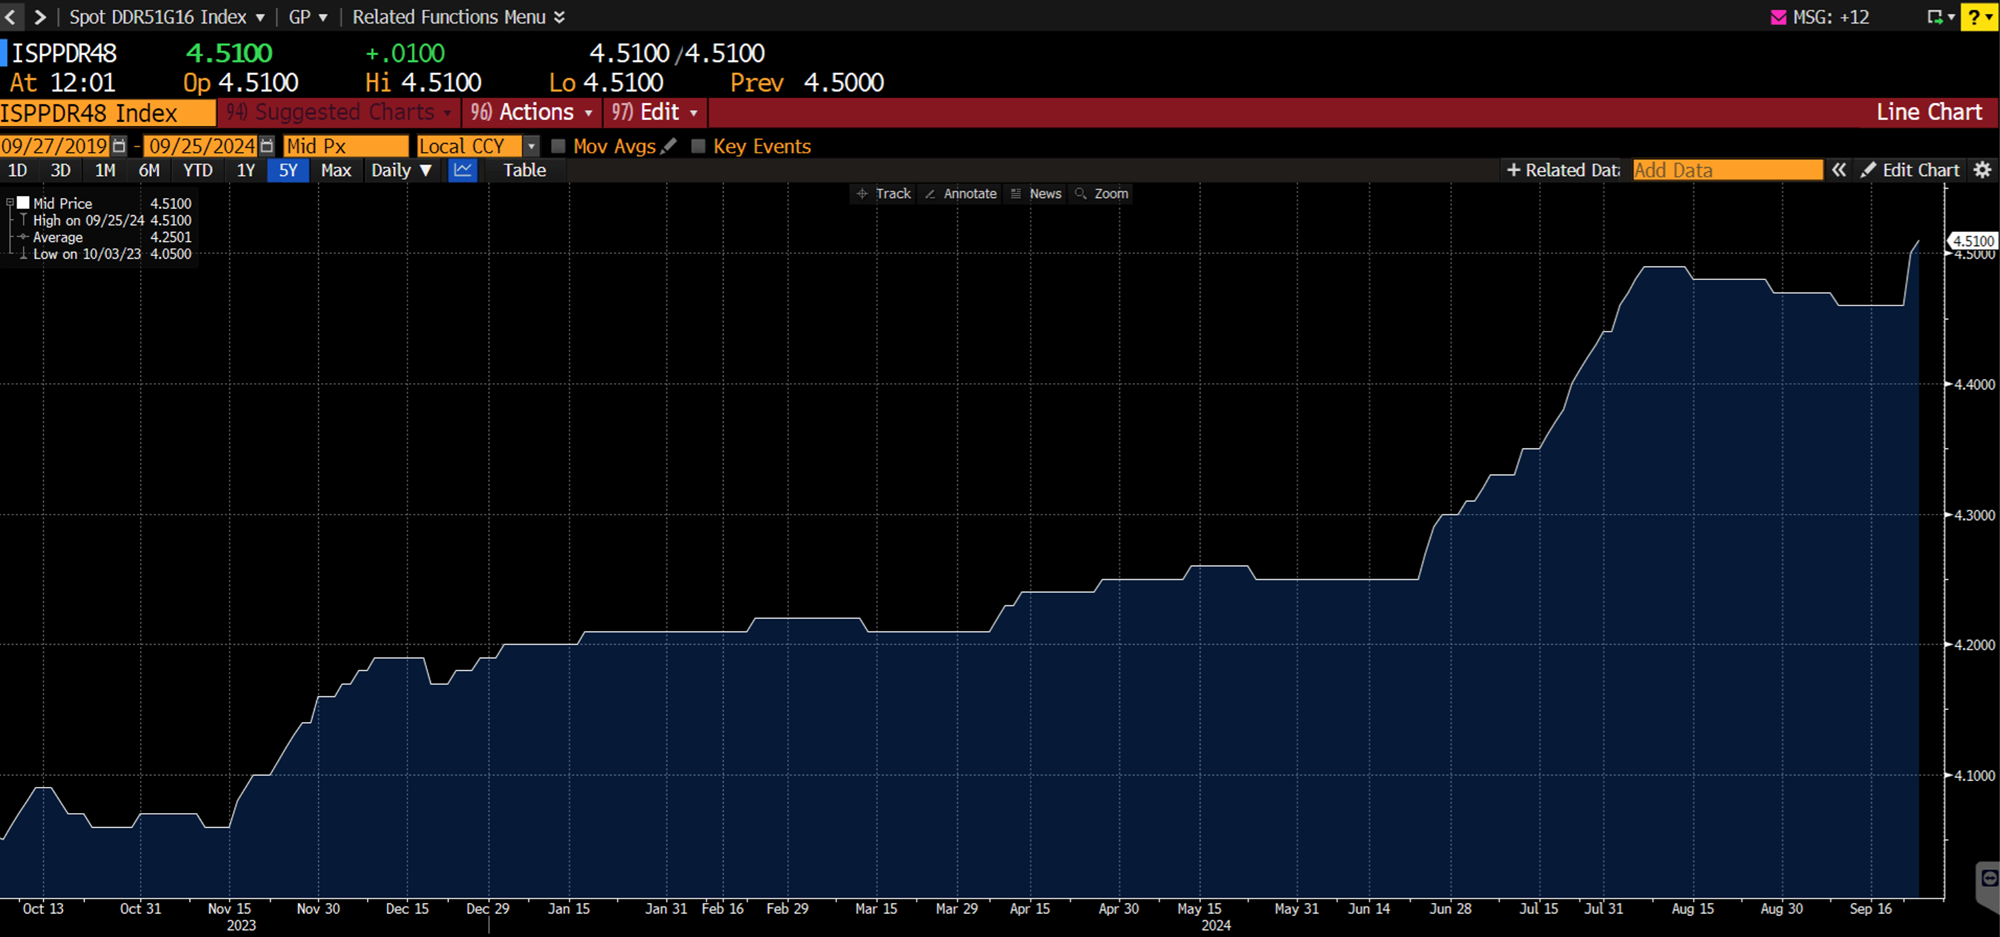 Spot DDR51G16 Index GP Related Functions Menu MSG: +12 ?
ISPPDR48 4.5100 +.0100 4.5100/4.5100
At 12:01 Op 4.5100 Hi 4.5100 Lo 4.5100 Prev 4.5000
ISPPDR48 Index 94) Suggested Charts 96) Actions 97) Edit Line Chart
09/27/2019 - 09/25/2024 Mid Px Local CCY Mov Avgs Key Events
1D 3D 1M 6M YTD 1Y 5Y Max Daily ▼ Table + Related Data Add Data « Edit Chart
Track Annotate News Zoom
Mid Price 4.5100
High on 09/25/24 4.5100
Average 4.2501
Low on 10/03/23 4.0500
4.5100
4.5000
4.4000
4.3000
4.2000
4.1000
Oct 13 Oct 31 Nov 15 Nov 30 Dec 15 Dec 29 Jan 15 Jan 31 Feb 16 Feb 29 Mar 15 Mar 29 Apr 15 Apr 30 May 15 May 31 Jun 14 Jun 28 Jul 15 Jul 31 Aug 15 Aug 30 Sep 16
2023 2024